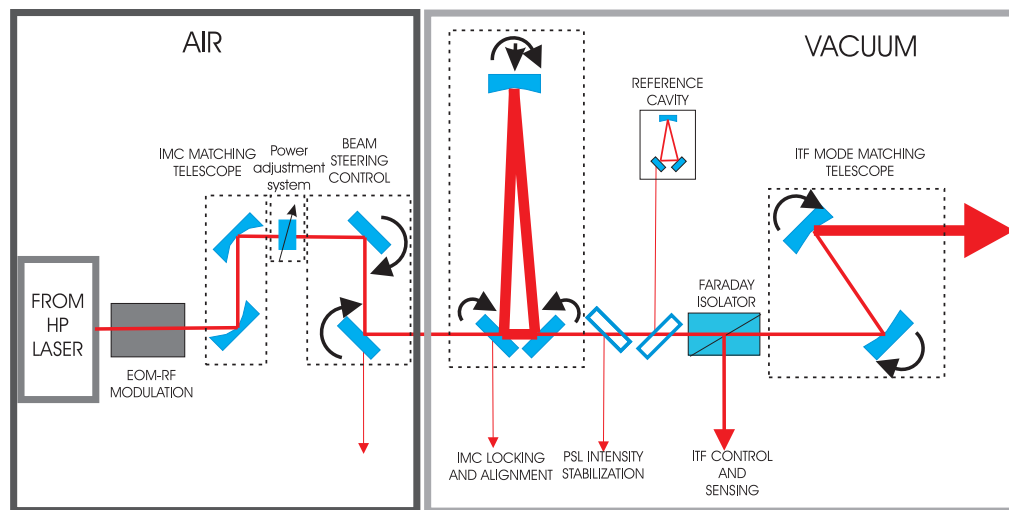 AIR
VACUUM
IMC MATCHING
TELESCOPE
Power
adjustment
system
BEAM
STEERING
CONTROL
REFERENCE
CAVITY
ITF MODE MATCHING
TELESCOPE
FROM
HP
LASER
EOM-RF
MODULATION
FARADAY
ISOLATOR
IMC LOCKING
AND ALIGNMENT
PSL INTENSITY
STABILIZATION
ITF CONTROL
AND
SENSING